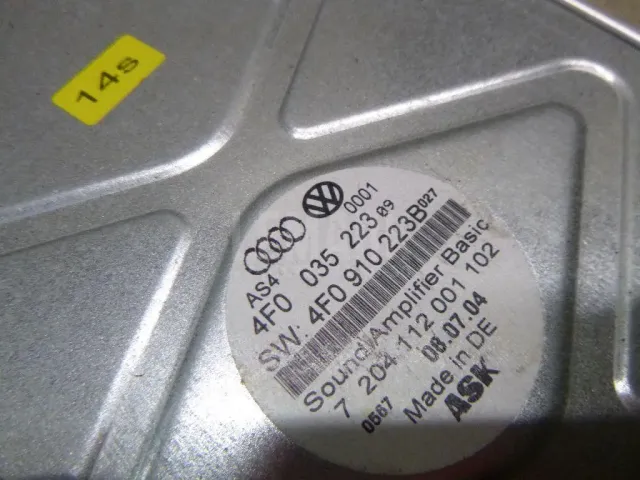 14S
0001
AS4
4F0 035 223 09
SW: 4F0 910 223B 027
Sound Amplifier Basic
7 204 112 001 102
0567 08.07.04
Made in DE
ASK